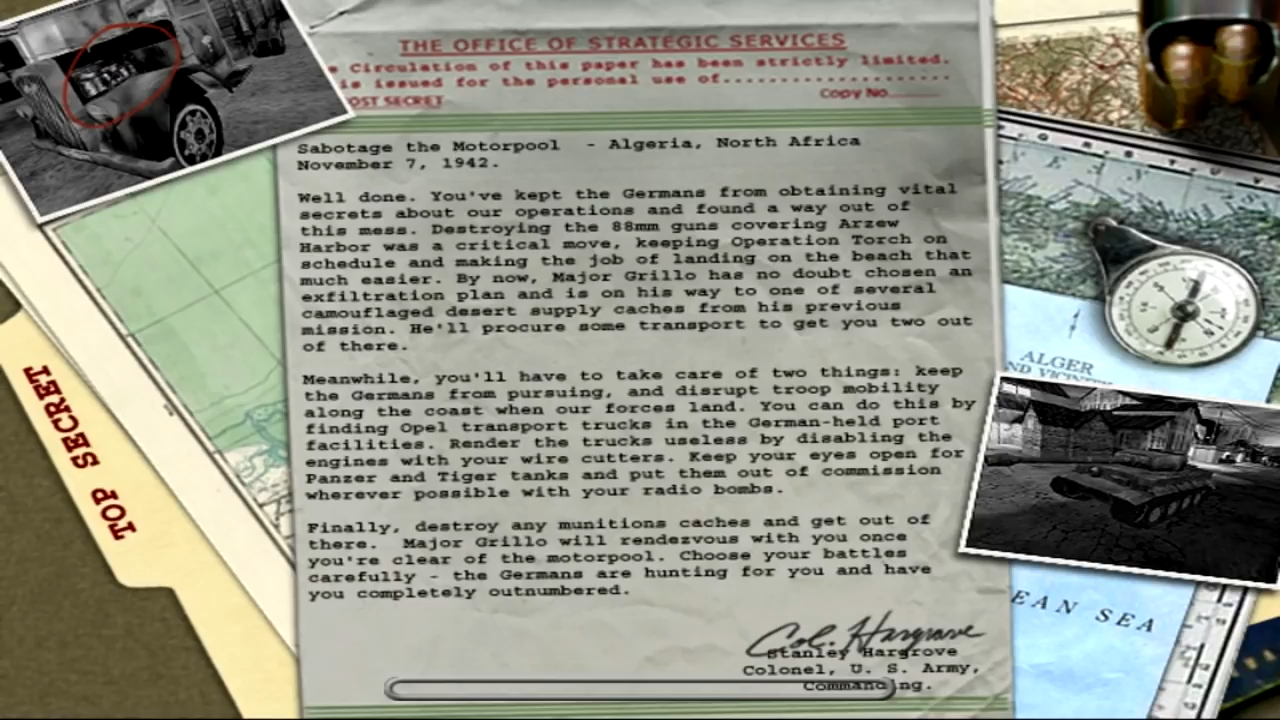 THE OFFICE OF STRATEGIC SERVICES
Circulation of this paper has been strictly limited.
is issued for the personal use of.....................
OST SECRET
Copy No.
Sabotage the Motorpool  - Algeria, North Africa
November 7, 1942.
Well done. You've kept the Germans from obtaining vital
secrets about our operations and found a way out of
this mess. Destroying the 88mm guns covering Arzew
Harbor was a critical move, keeping Operation Torch on
schedule and making the job of landing on the beach that
much easier. By now, Major Grillo has no doubt chosen an
exfiltration plan and is on his way to one of several
camouflaged desert supply caches from his previous
mission. He'll procure some transport to get you two out
of there.
Meanwhile, you'll have to take care of two things: keep
the Germans from pursuing, and disrupt troop mobility
along the coast when our forces land. You can do this by
finding Opel transport trucks in the German-held port
facilities. Render the trucks useless by disabling the
engines with your wire cutters. Keep your eyes open for
Panzer and Tiger tanks and put them out of commission
wherever possible with your radio bombs.
Finally, destroy any munitions caches and get out of
there.  Major Grillo will rendezvous with you once
you're clear of the motorpool. Choose your battles
carefully - the Germans are hunting for you and have
you completely outnumbered.
Col. Hargrove
Stanley Hargrove
Colonel, U. S. Army,
Commanding.
TOP SECRET
ALGER
ND VICINITY
EAN SEA